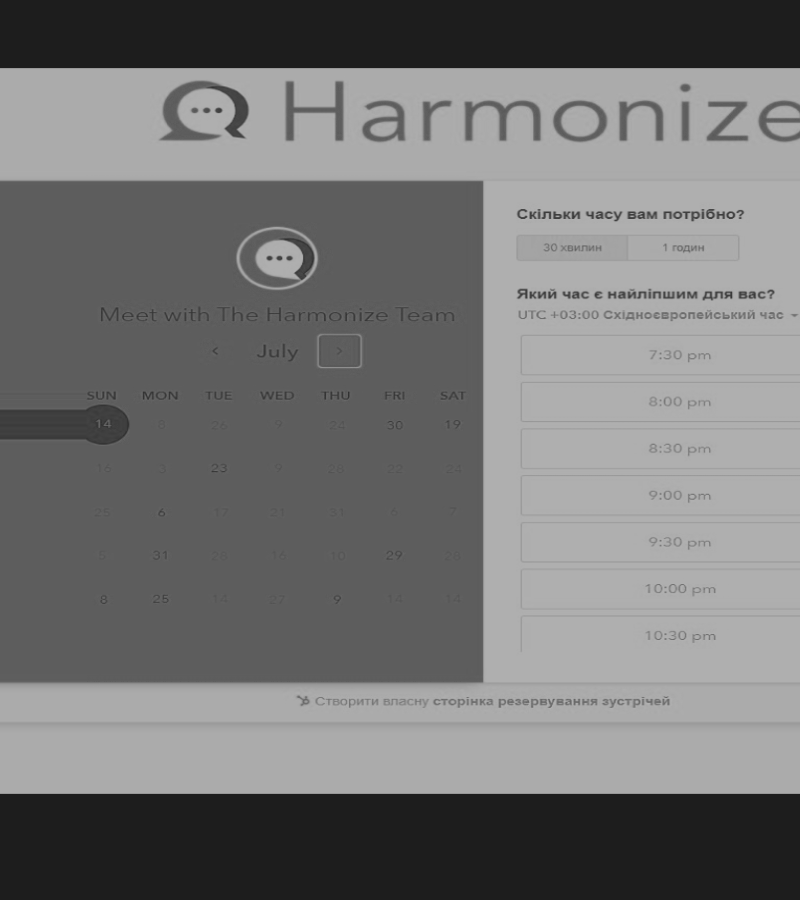 Harmonize
Meet with The Harmonize Team
July
SUN MON TUE WED THU FRI SAT
14 5 26 9 24 30 19
16 3 23 9 28 22 24
25 6 17 21 31 6 7
5 31 28 16 10 29 26
8 25 14 27 9 14 14
Скільки часу вам потрібно?
30 хвилин 1 годин
Який час є найліпшим для вас?
UTC +03:00 Східноєвропейський час
7:30 pm
8:00 pm
8:30 pm
9:00 pm
9:30 pm
10:00 pm
10:30 pm
Створити власну сторінка резервування зустрічей